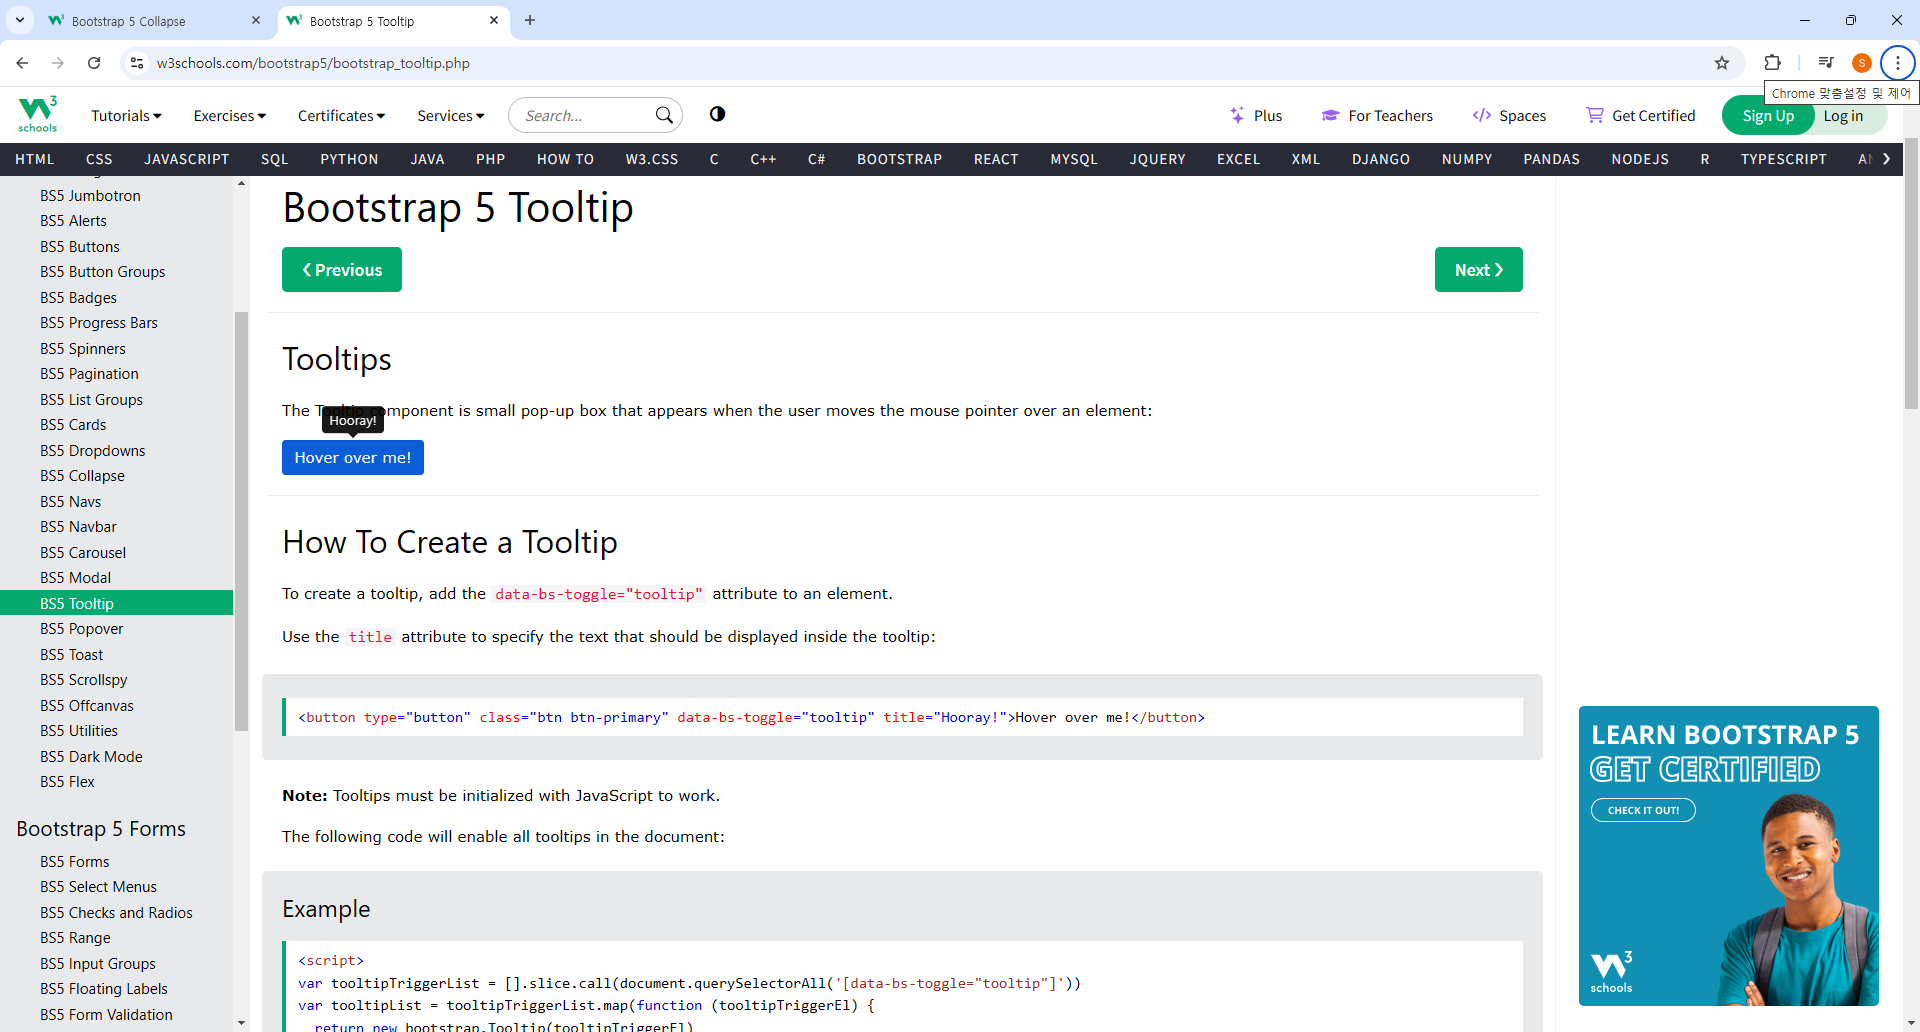 Bootstrap 5 Collapse
Bootstrap 5 Tooltip
w3schools.com/bootstrap5/bootstrap_tooltip.php
S
Chrome 맞춤설정 및 제어
3
schools
Tutorials
Exercises
Certificates
Services
Search...
Plus
For Teachers
Spaces
Get Certified
Sign Up
Log in
HTML CSS JAVASCRIPT SQL PYTHON JAVA PHP HOW TO W3.CSS C C++ C# BOOTSTRAP REACT MYSQL JQUERY EXCEL XML DJANGO NUMPY PANDAS NODEJS R TYPESCRIPT
BS5 Jumbotron
BS5 Alerts
BS5 Buttons
BS5 Button Groups
BS5 Badges
BS5 Progress Bars
BS5 Spinners
BS5 Pagination
BS5 List Groups
BS5 Cards
BS5 Dropdowns
BS5 Collapse
BS5 Navs
BS5 Navbar
BS5 Carousel
BS5 Modal
BS5 Tooltip
BS5 Popover
BS5 Toast
BS5 Scrollspy
BS5 Offcanvas
BS5 Utilities
BS5 Dark Mode
BS5 Flex
Bootstrap 5 Forms
BS5 Forms
BS5 Select Menus
BS5 Checks and Radios
BS5 Range
BS5 Input Groups
BS5 Floating Labels
BS5 Form Validation
Bootstrap 5 Tooltip
❮ Previous
Next ❯
Tooltips
The Tooltip component is small pop-up box that appears when the user moves the mouse pointer over an element:
Hooray!
Hover over me!
How To Create a Tooltip
To create a tooltip, add the data-bs-toggle="tooltip" attribute to an element.
Use the title attribute to specify the text that should be displayed inside the tooltip:
<button type="button" class="btn btn-primary" data-bs-toggle="tooltip" title="Hooray!">Hover over me!</button>
Note: Tooltips must be initialized with JavaScript to work.
The following code will enable all tooltips in the document:
Example
<script>
var tooltipTriggerList = [].slice.call(document.querySelectorAll('[data-bs-toggle="tooltip"]'))
var tooltipList = tooltipTriggerList.map(function (tooltipTriggerEl) {
return new bootstrap.Tooltip(tooltipTriggerEl)
LEARN BOOTSTRAP 5
GET CERTIFIED
CHECK IT OUT!
3
schools